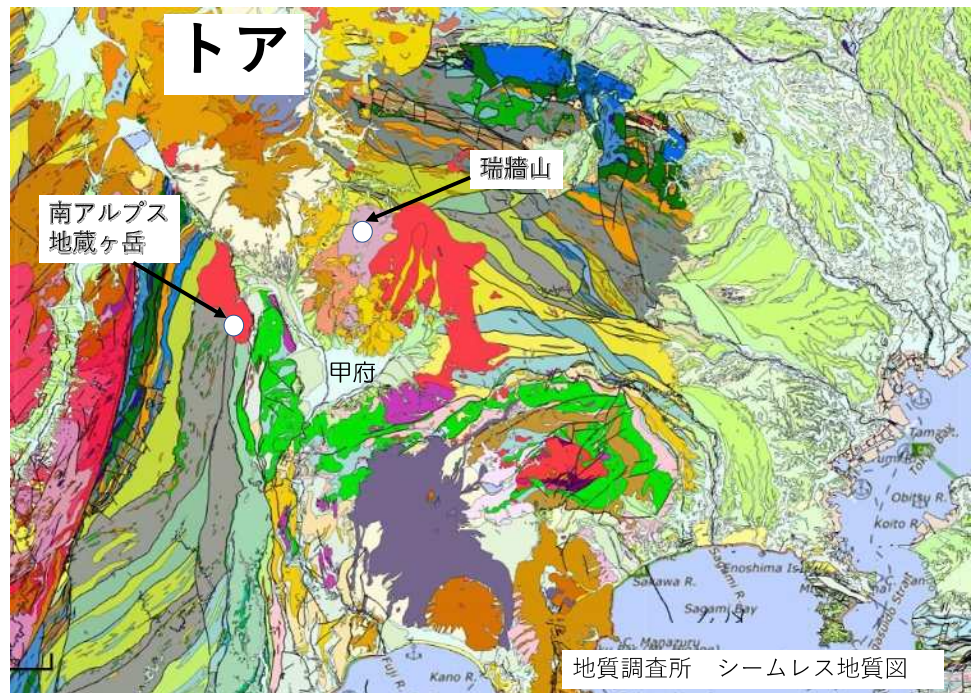 トア
瑞牆山
南アルプス
地蔵ヶ岳
甲府
Obitsu R.
Koito R.
Enoshima Is
Sakawa R.
Sagami R.
Sagami Bay
C. Manazuru
Fuji R.
Kano R.
地質調査所 シームレス地質図